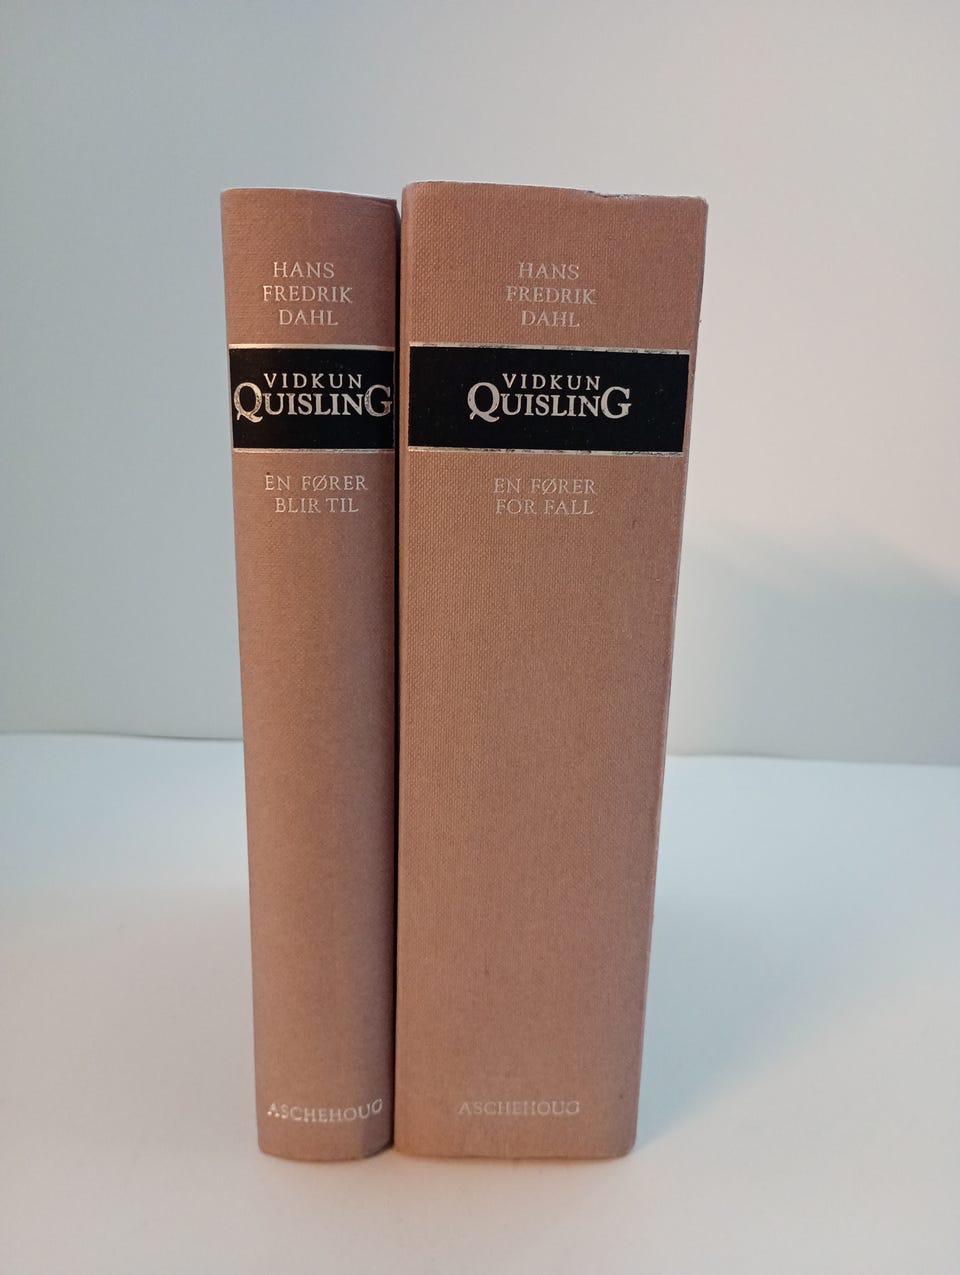 HANS
FREDRIK
DAHL
VIDKUN
QUISLING
EN FØRER
BLIR TIL
ASCHEHOUG
HANS
FREDRIK
DAHL
VIDKUN
QUISLING
EN FØRER
FOR FALL
ASCHEHOUG